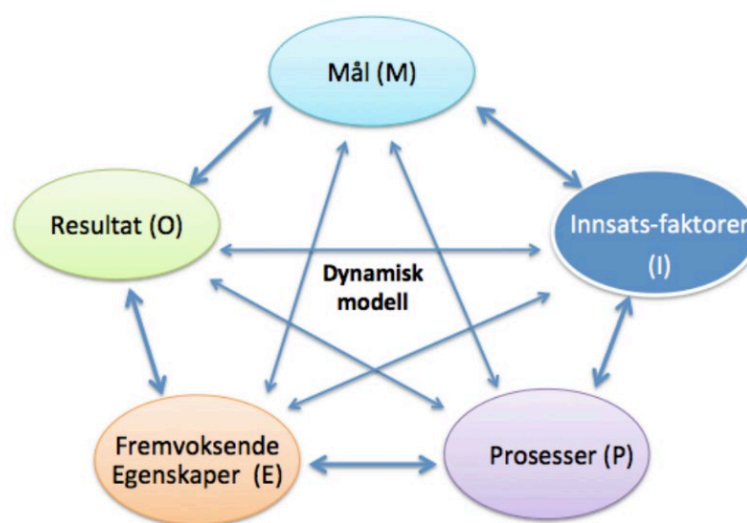 Mål (M)
Resultat (O)
Innsats-faktorer
(I)
Dynamisk
modell
Fremvoksende
Egenskaper (E)
Prosesser (P)